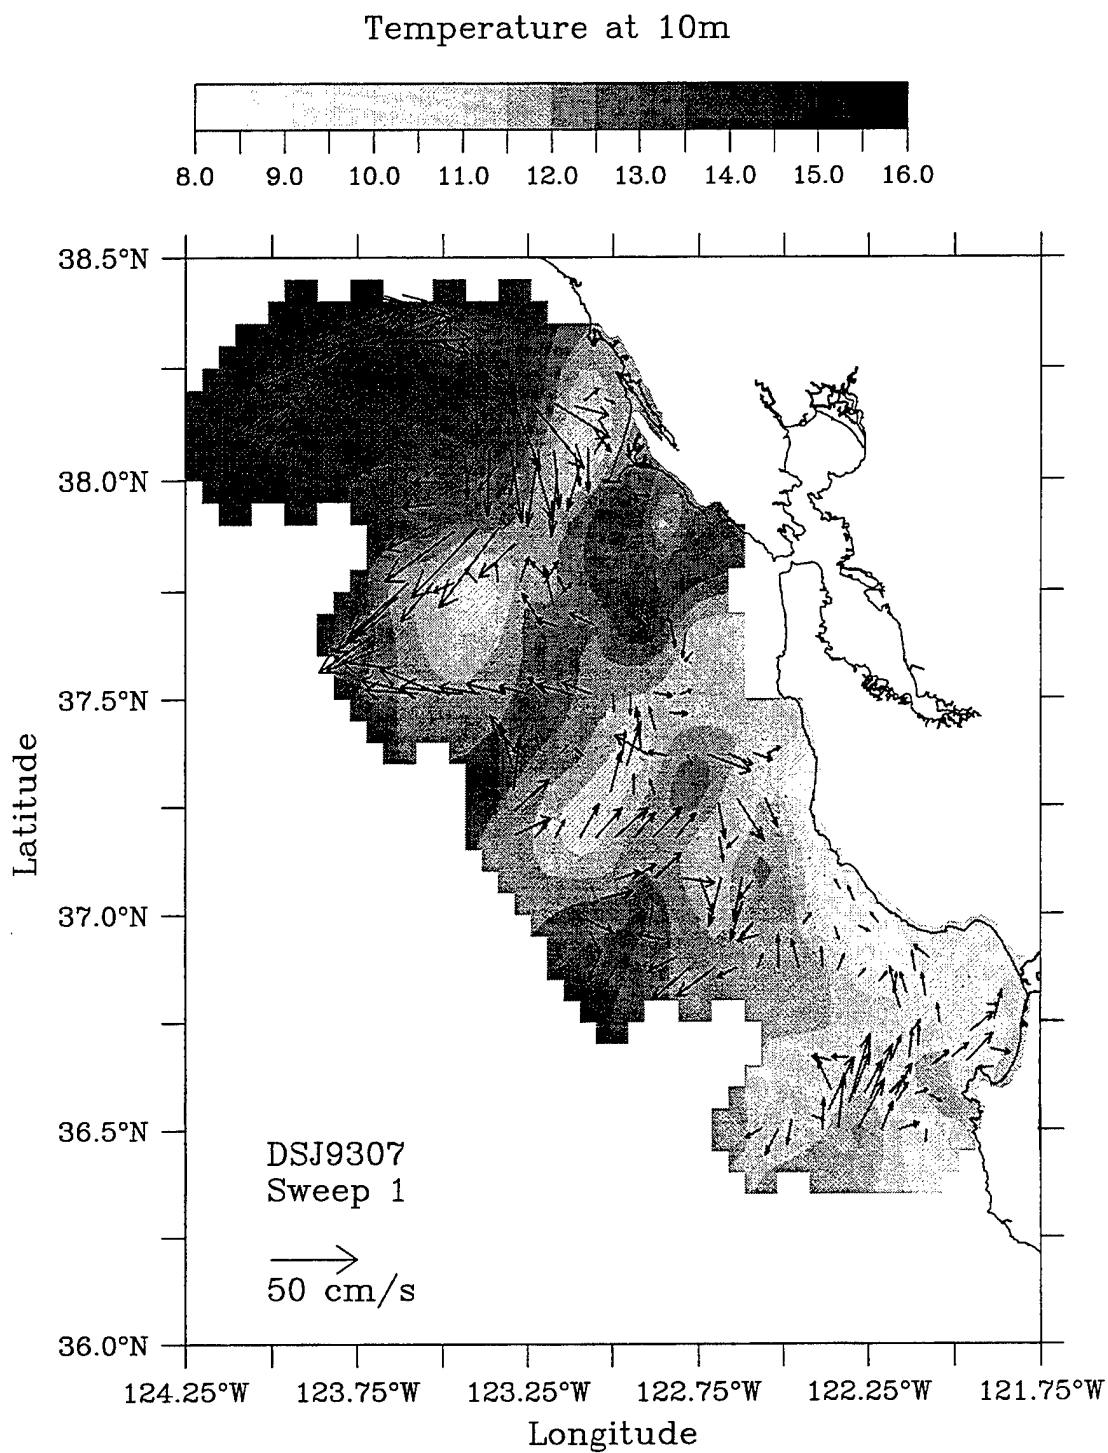 Temperature at 10m
8.0 9.0 10.0 11.0 12.0 13.0 14.0 15.0 16.0
38.5°N
38.0°N
37.5°N
37.0°N
36.5°N
36.0°N
Latitude
DSJ9307
Sweep 1
50 cm/s
124.25°W 123.75°W 123.25°W 122.75°W 122.25°W 121.75°W
Longitude